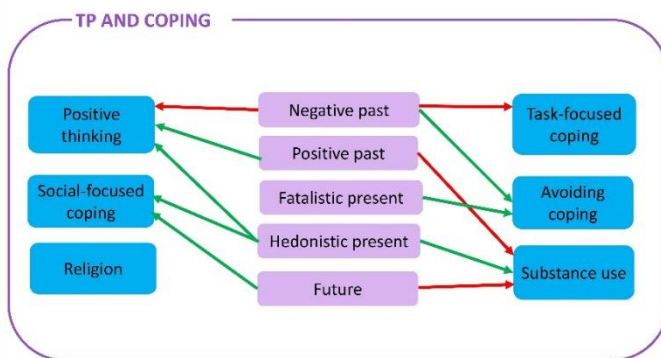 TP AND COPING
Positive
thinking
Social-focused
coping
Religion
Negative past
Positive past
Fatalistic present
Hedonistic present
Future
Task-focused
coping
Avoiding
coping
Substance use